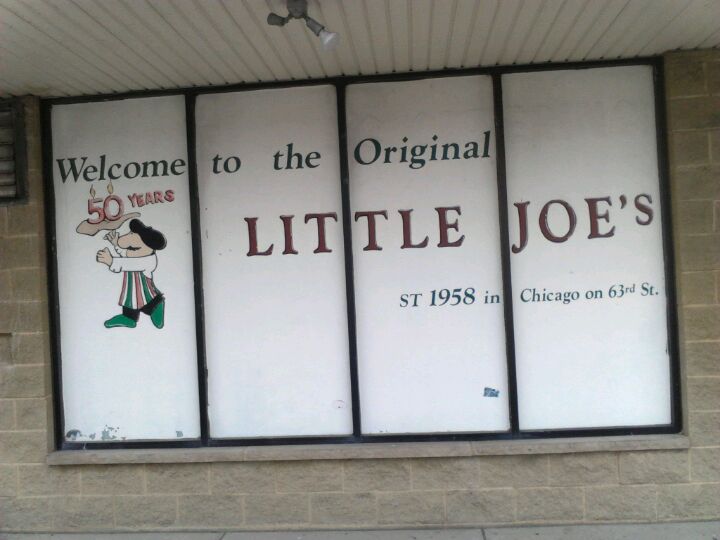 Welcome to the Original
50 YEARS
LITTLE JOE'S
ST 1958 in Chicago on 63rd St.